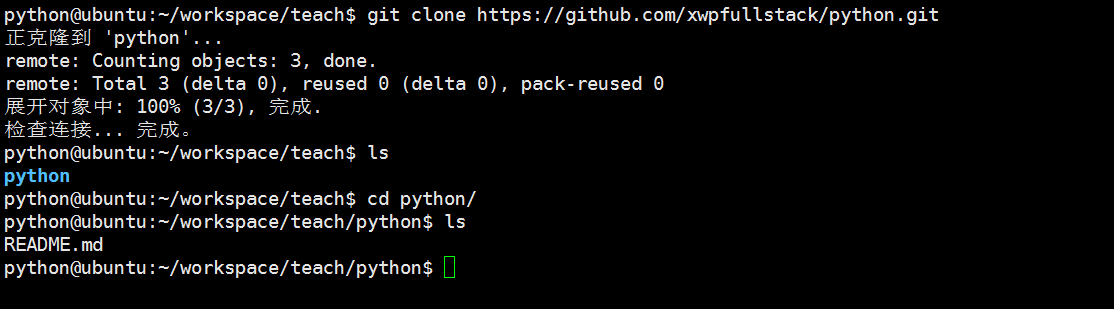 python@ubuntu:~/workspace/teach$ git clone https://github.com/xwpfullstack/python.git
正克隆到 'python'...
remote: Counting objects: 3, done.
remote: Total 3 (delta 0), reused 0 (delta 0), pack-reused 0
展开对象中: 100% (3/3), 完成.
检查连接... 完成。
python@ubuntu:~/workspace/teach$ ls
python
python@ubuntu:~/workspace/teach$ cd python/
python@ubuntu:~/workspace/teach/python$ ls
README.md
python@ubuntu:~/workspace/teach/python$